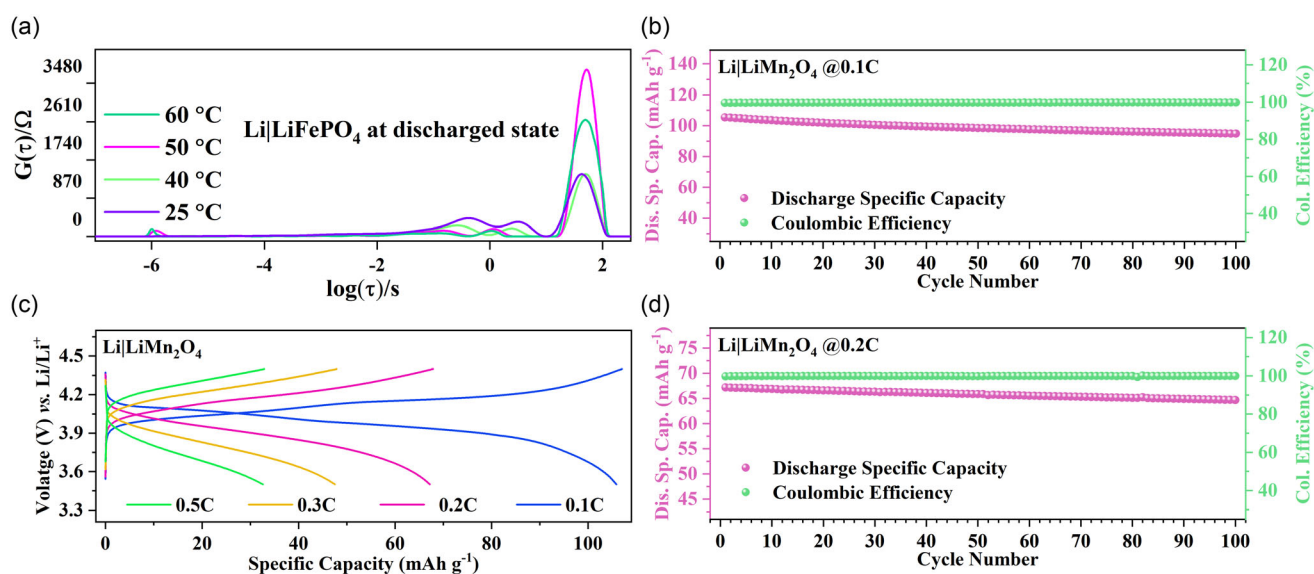 (a)
3480
2610
1740
870
0
G(τ)/Ω
60 °C
50 °C
40 °C
25 °C
Li|LiFePO₄ at discharged state
-6 -4 -2 0 2
log(τ)/s
(b)
140
120
100
80
60
40
Dis. Sp. Cap. (mAh g⁻¹)
Li|LiMn₂O₄ @0.1C
Discharge Specific Capacity
Coulombic Efficiency
120
100
80
60
40
Col. Efficiency (%)
0 10 20 30 40 50 60 70 80 90 100
Cycle Number
(c)
Li|LiMn₂O₄
4.5
4.2
3.9
3.6
3.3
Volatge (V) vs. Li/Li⁺
0.5C 0.3C 0.2C 0.1C
0 20 40 60 80 100
Specific Capacity (mAh g⁻¹)
(d)
75
70
65
60
55
50
45
Dis. Sp. Cap. (mAh g⁻¹)
Li|LiMn₂O₄ @0.2C
Discharge Specific Capacity
Coulombic Efficiency
120
100
80
60
40
Col. Efficiency (%)
0 10 20 30 40 50 60 70 80 90 100
Cycle Number